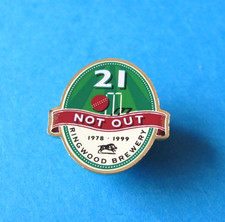 21
NOT OUT
1978 - 1999
RINGWOOD BREWERY